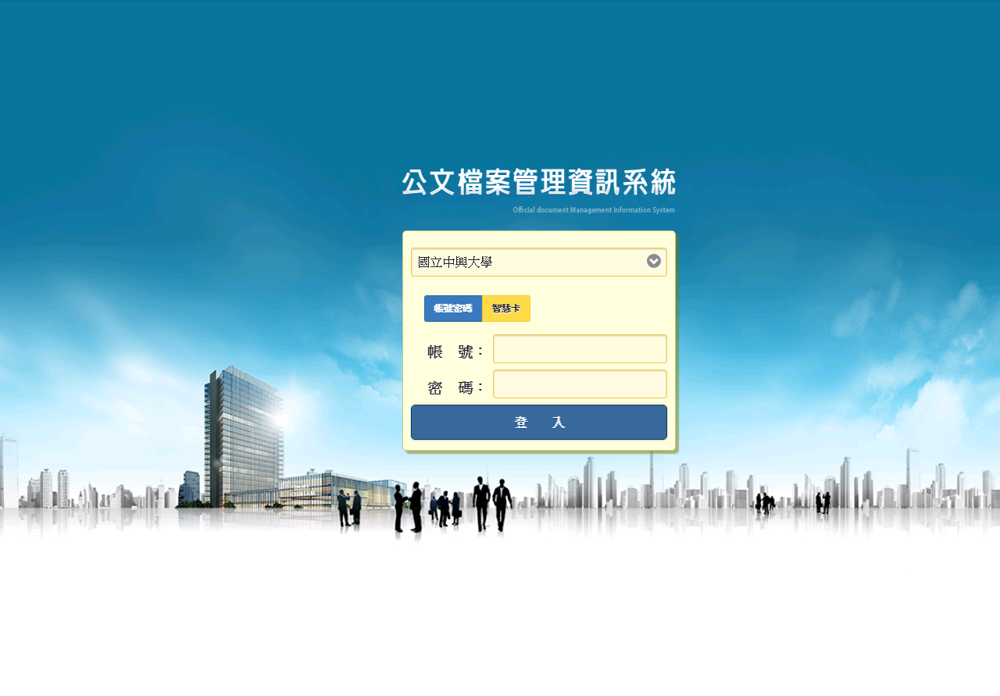 公文檔案管理資訊系統
Official document Management Information System
國立中興大學
帳號密碼 智慧卡
帳 號：
密 碼：
登 入